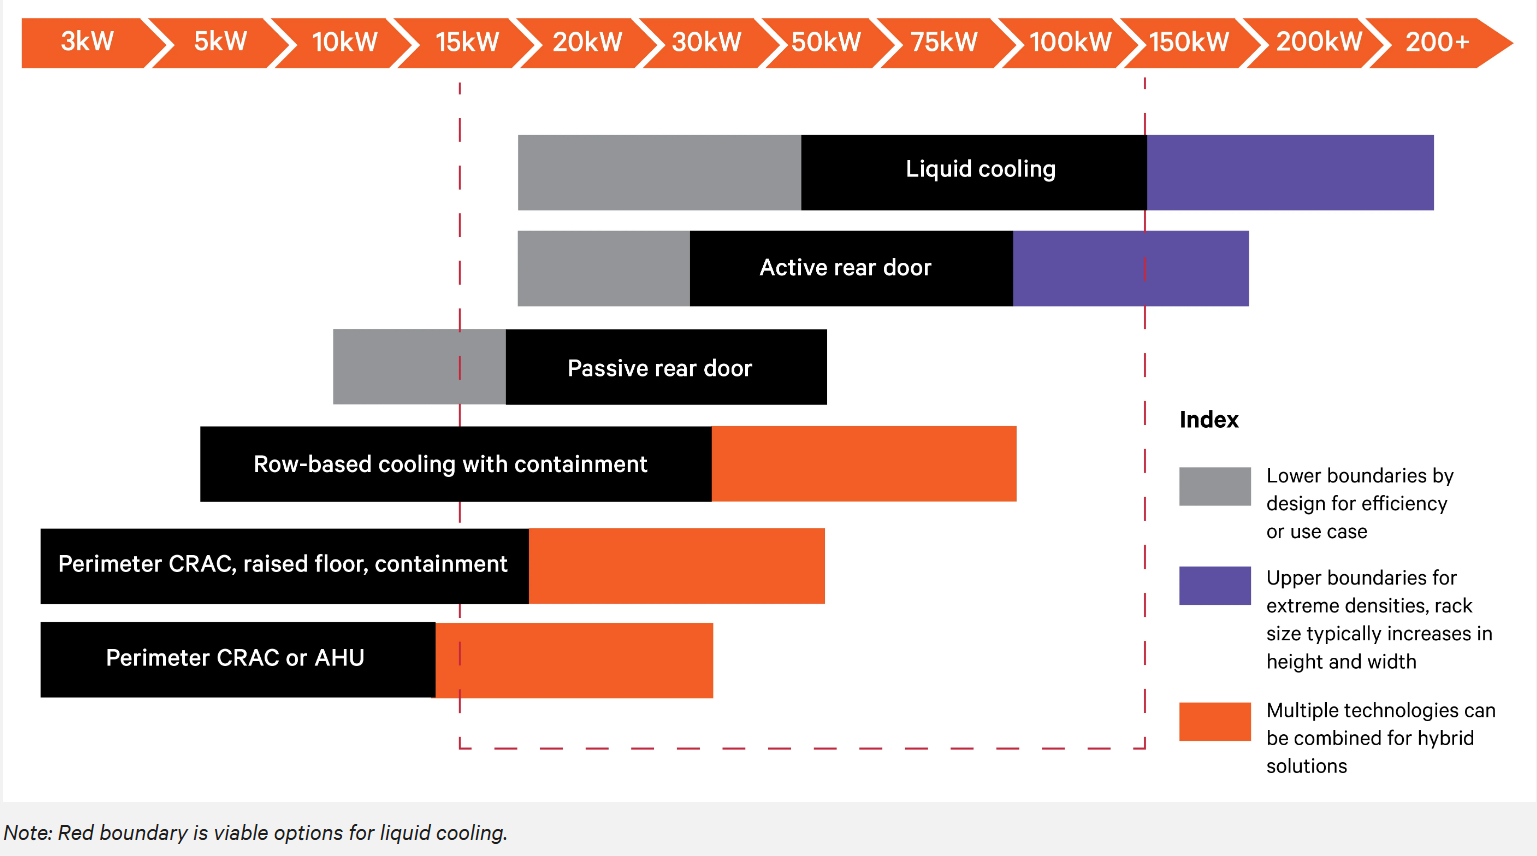 3kW 5kW 10kW 15kW 20kW 30kW 50kW 75kW 100kW 150kW 200kW 200+
Liquid cooling
Active rear door
Passive rear door
Row-based cooling with containment
Perimeter CRAC, raised floor, containment
Perimeter CRAC or AHU
Index
Lower boundaries by
design for efficiency
or use case
Upper boundaries for
extreme densities, rack
size typically increases in
height and width
Multiple technologies can
be combined for hybrid
solutions
Note: Red boundary is viable options for liquid cooling.